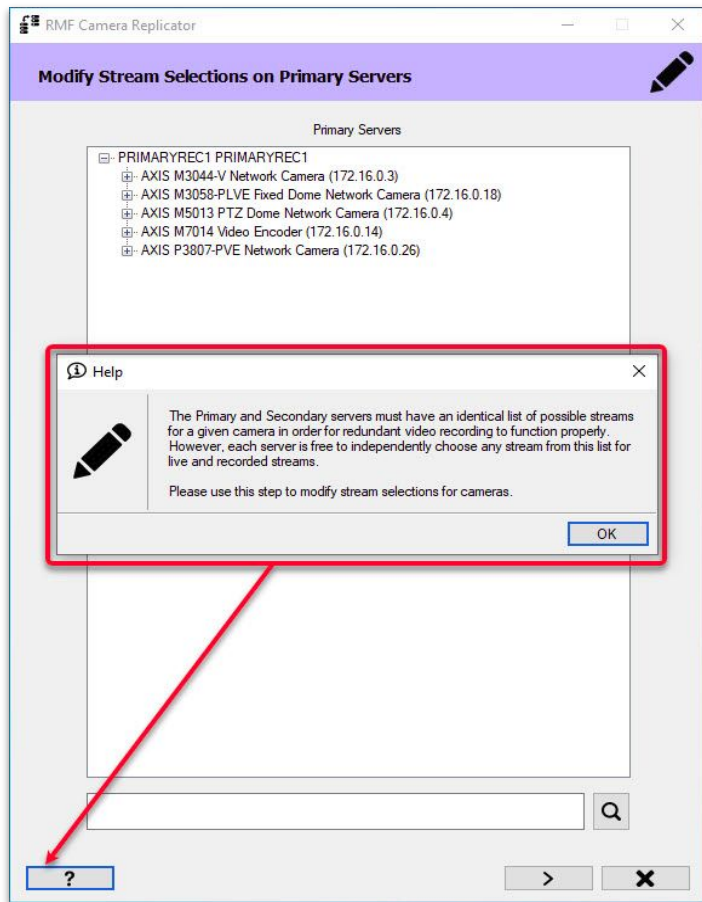 RMF Camera Replicator
Modify Stream Selections on Primary Servers
Primary Servers
PRIMARYREC1 PRIMARYREC1
AXIS M3044-V Network Camera (172.16.0.3)
AXIS M3058-PLVE Fixed Dome Network Camera (172.16.0.18)
AXIS M5013 PTZ Dome Network Camera (172.16.0.4)
AXIS M7014 Video Encoder (172.16.0.14)
AXIS P3807-PVE Network Camera (172.16.0.26)
Help
The Primary and Secondary servers must have an identical list of possible streams
for a given camera in order for redundant video recording to function properly.
However, each server is free to independently choose any stream from this list for
live and recorded streams.
Please use this step to modify stream selections for cameras.
OK
?
>